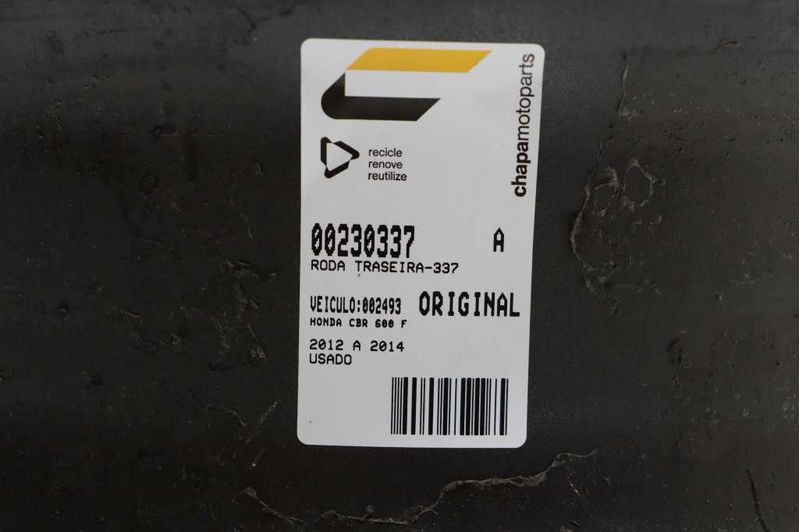 chapamotoparts
recicle
renove
reutilize
00230337 A
RODA TRASEIRA-337
VEICULO:002493 ORIGINAL
HONDA CBR 600 F
2012 A 2014
USADO